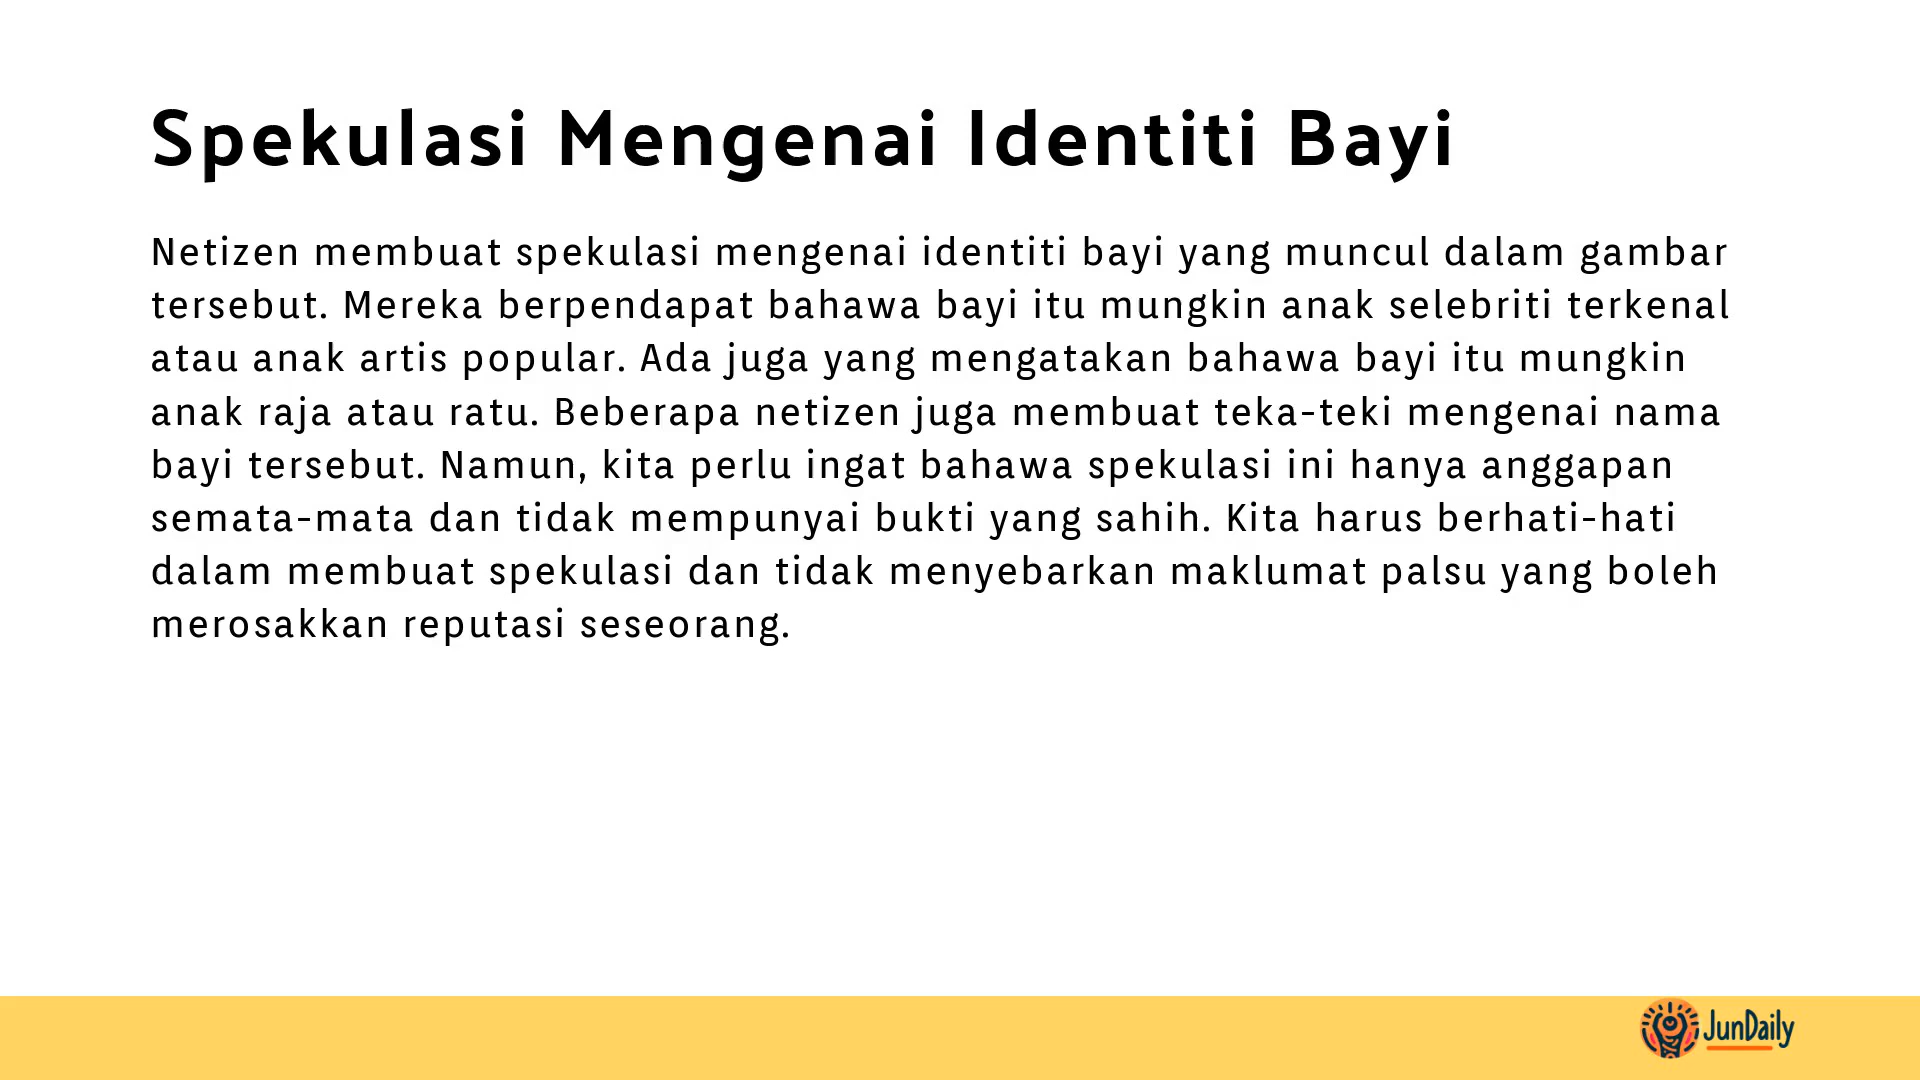 Spekulasi Mengenai Identiti Bayi
Netizen membuat spekulasi mengenai identiti bayi yang muncul dalam gambar
tersebut. Mereka berpendapat bahawa bayi itu mungkin anak selebriti terkenal
atau anak artis popular. Ada juga yang mengatakan bahawa bayi itu mungkin
anak raja atau ratu. Beberapa netizen juga membuat teka-teki mengenai nama
bayi tersebut. Namun, kita perlu ingat bahawa spekulasi ini hanya anggapan
semata-mata dan tidak mempunyai bukti yang sahih. Kita harus berhati-hati
dalam membuat spekulasi dan tidak menyebarkan maklumat palsu yang boleh
merosakkan reputasi seseorang.
JunDaily